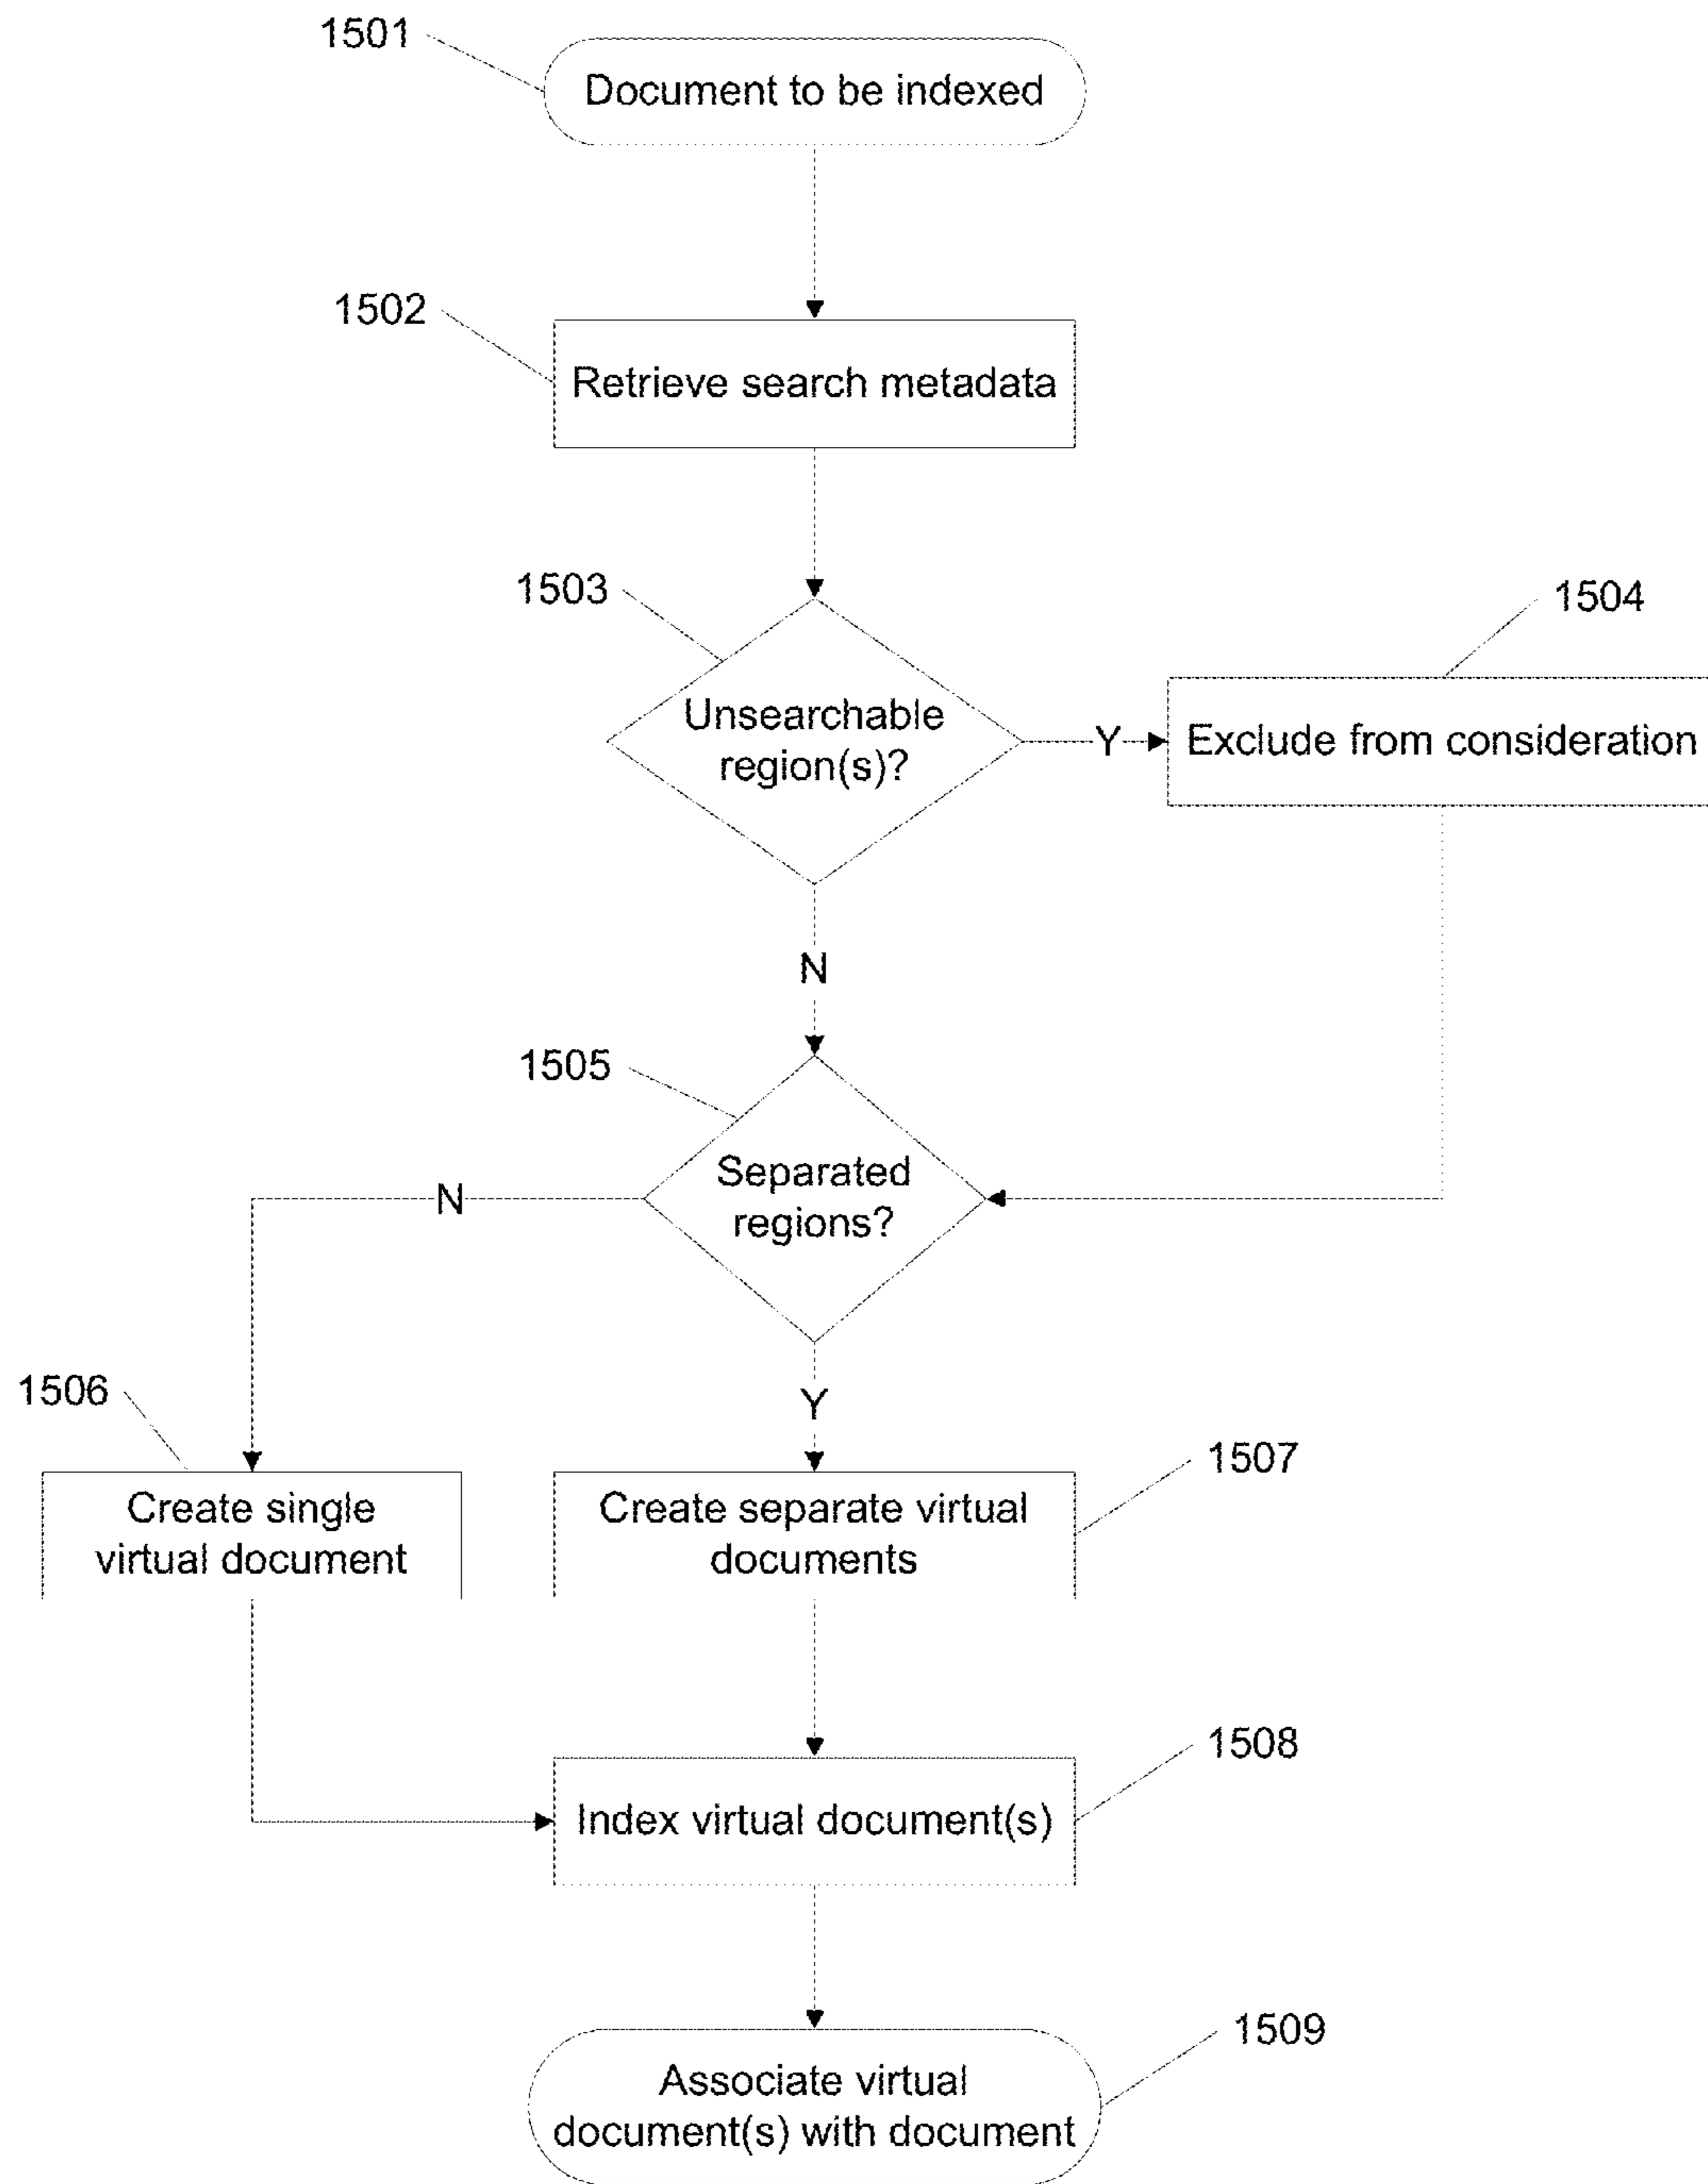 1501
Document to be indexed
1502
Retrieve search metadata
1503
1504
Unsearchable
region(s)?
Y
Exclude from consideration
N
1505
Separated
regions?
N
Y
1506
1507
Create single
virtual document
Create separate virtual
documents
1508
Index virtual document(s)
1509
Associate virtual
document(s) with document